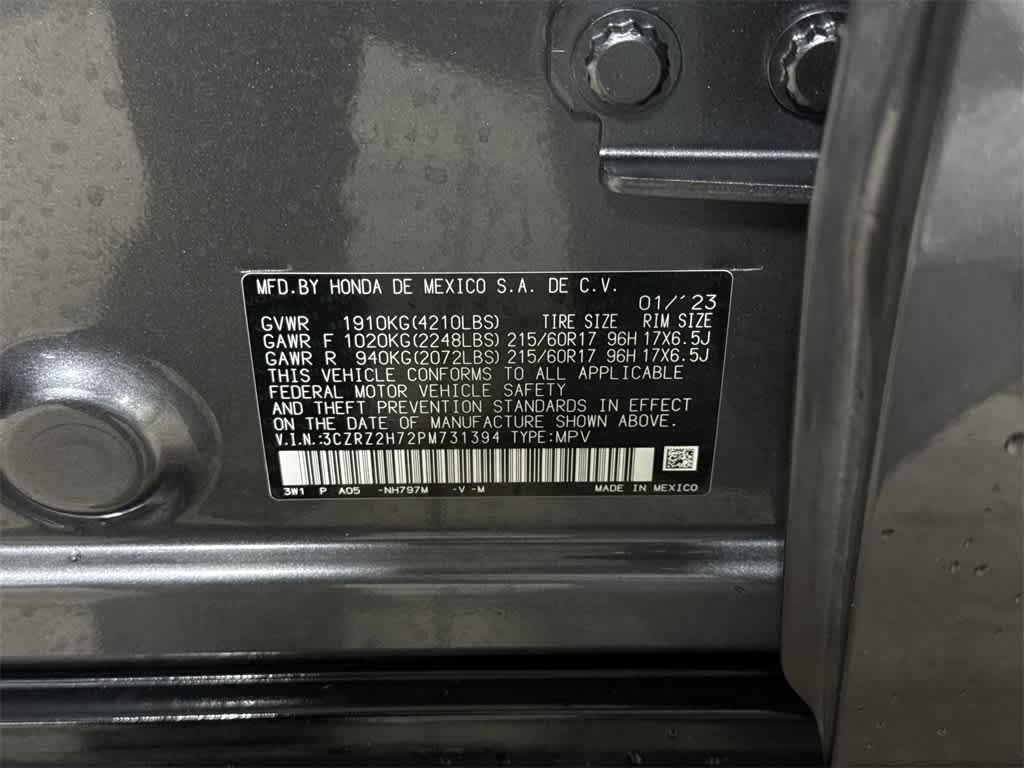 MFD.BY HONDA DE MEXICO S.A. DE C.V.
01/'23
GVWR 1910KG(4210LBS) TIRE SIZE RIM SIZE
GAWR F 1020KG(2248LBS) 215/60R17 96H 17X6.5J
GAWR R 940KG(2072LBS) 215/60R17 96H 17X6.5J
THIS VEHICLE CONFORMS TO ALL APPLICABLE
FEDERAL MOTOR VEHICLE SAFETY
AND THEFT PREVENTION STANDARDS IN EFFECT
ON THE DATE OF MANUFACTURE SHOWN ABOVE.
V.I.N.:3CZRZ2H72PM731394 TYPE:MPV
3W1 P A05 -NH797M -V -M MADE IN MEXICO